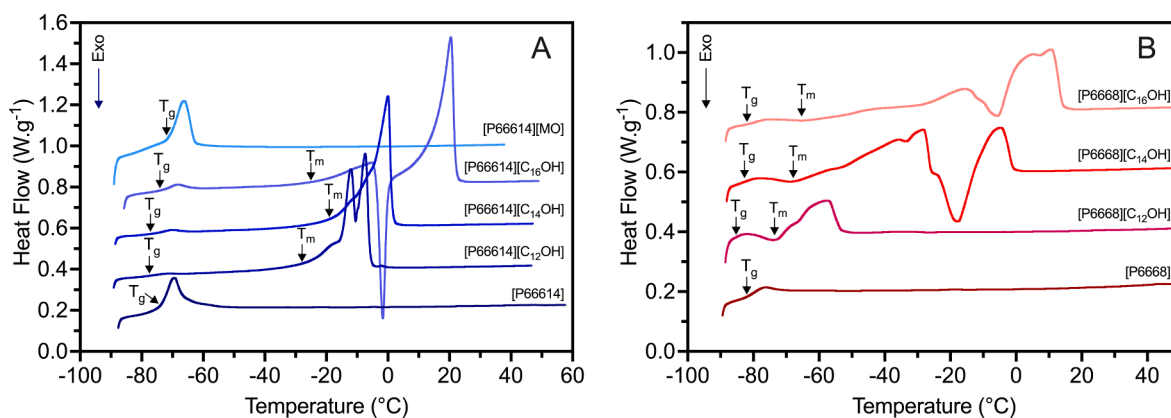 A
Exo
Heat Flow (W.g-1)
1.6
1.4
1.2
1.0
0.8
0.6
0.4
0.2
0.0
Tg
[P66614][MO]
Tg
Tm
[P66614][C16OH]
Tg
Tm
[P66614][C14OH]
Tg
Tm
[P66614][C12OH]
Tg
[P66614]
-100 -80 -60 -40 -20 0 20 40 60
Temperature (°C)
B
Exo
Heat Flow (W.g-1)
1.0
0.8
0.6
0.4
0.2
0.0
Tg
Tm
[P6668][C16OH]
Tg
Tm
[P6668][C14OH]
Tg
Tm
[P6668][C12OH]
Tg
[P6668]
-100 -80 -60 -40 -20 0 20 40
Temperature (°C)